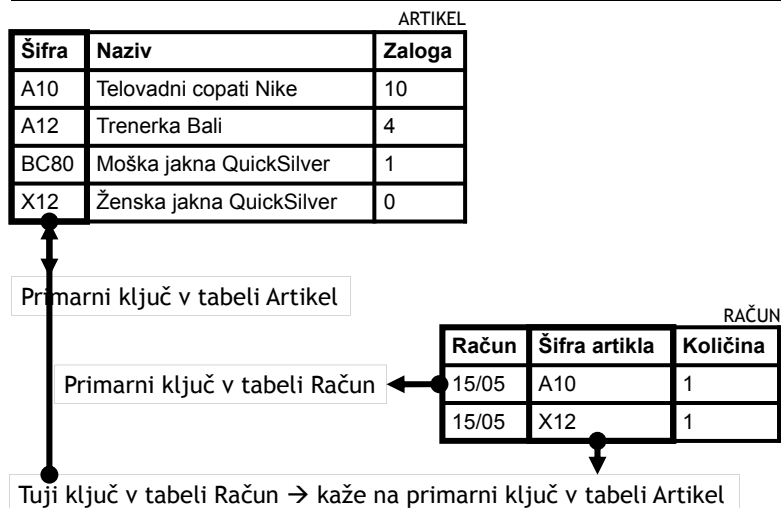 ARTIKEL
Šifra Naziv Zaloga
A10 Telovadni copati Nike 10
A12 Trenerka Bali 4
BC80 Moška jakna QuickSilver 1
X12 Ženska jakna QuickSilver 0
Primarni ključ v tabeli Artikel
RAČUN
Račun Šifra artikla Količina
Primarni ključ v tabeli Račun 15/05 A10 1
15/05 X12 1
Tuji ključ v tabeli Račun → kaže na primarni ključ v tabeli Artikel